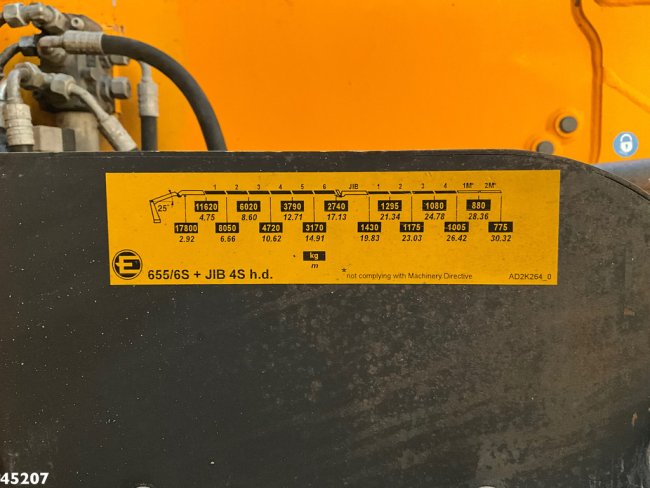 1 2 3 4 5 6 JIB 1 2 3 4 1M* 2M*
25°
11620 6020 3790 2740 1295 1080 880
4.75 8.60 12.71 17.13 21.34 24.78 28.36
17800 8050 4720 3170 1430 1175 1005 775
2.92 6.66 10.62 14.91 19.83 23.03 26.42 30.32
kg
m
E 655/6S + JIB 4S h.d.
*not complying with Machinery Directive
AD2K264_0
45207